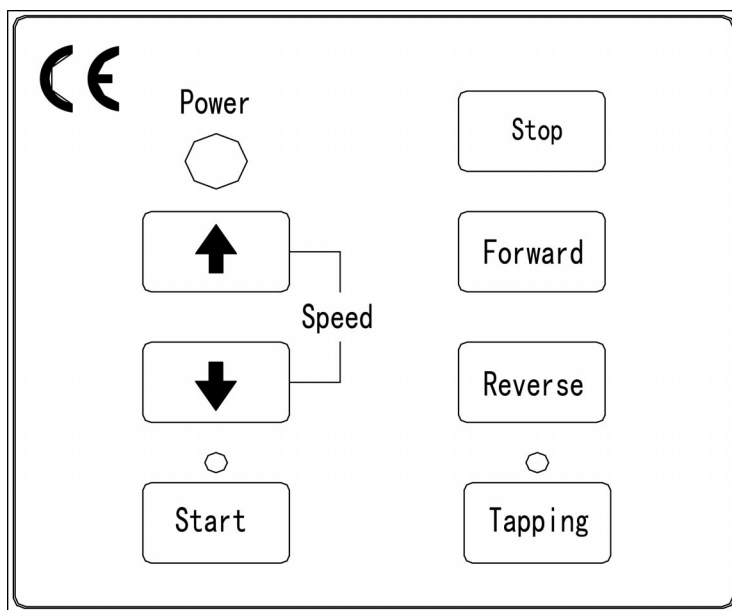 CE
Power
Stop
Forward
Speed
Reverse
Start
Tapping